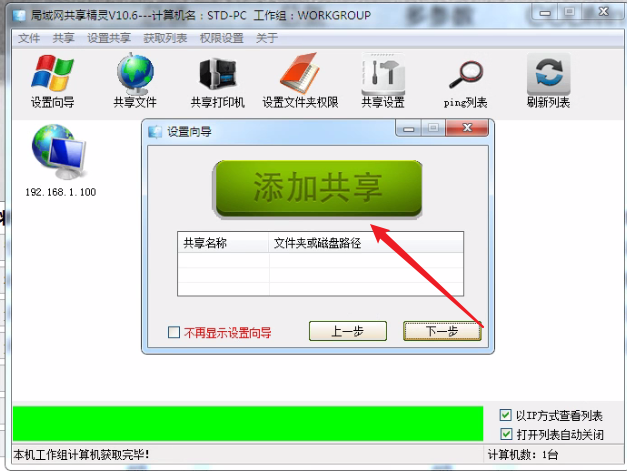 局域网共享精灵V10.6---计算机名：STD-PC 工作组：WORKGROUP
文件 共享 设置共享 获取列表 权限设置 关于
设置向导 共享文件 共享打印机 设置文件夹权限 共享设置 ping列表 刷新列表
192.168.1.100
设置向导
添加共享
共享名称 文件夹或磁盘路径
不再显示设置向导 上一步 下一步
以IP方式查看列表
打开列表自动关闭
本机工作组计算机获取完毕！ 计算机数：1台